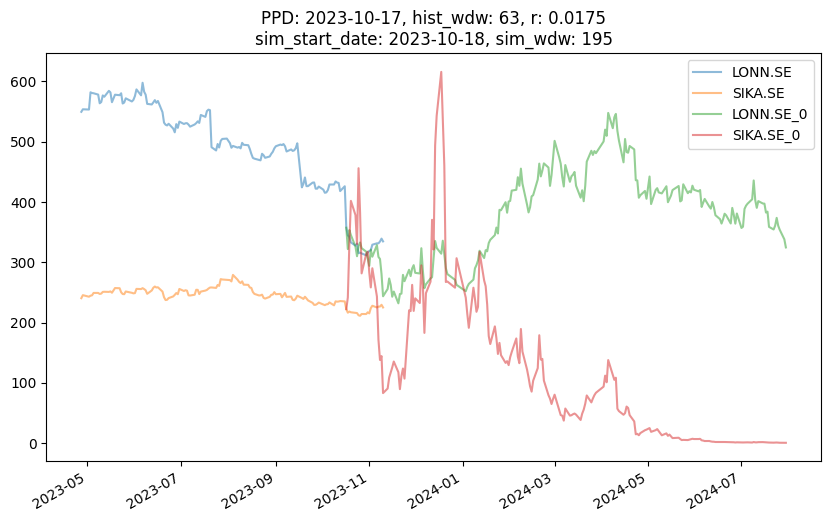 PPD: 2023-10-17, hist_wdw: 63, r: 0.0175
sim_start_date: 2023-10-18, sim_wdw: 195
LONN.SE
SIKA.SE
LONN.SE_0
SIKA.SE_0
600
500
400
300
200
100
0
2023-05
2023-07
2023-09
2023-11
2024-01
2024-03
2024-05
2024-07